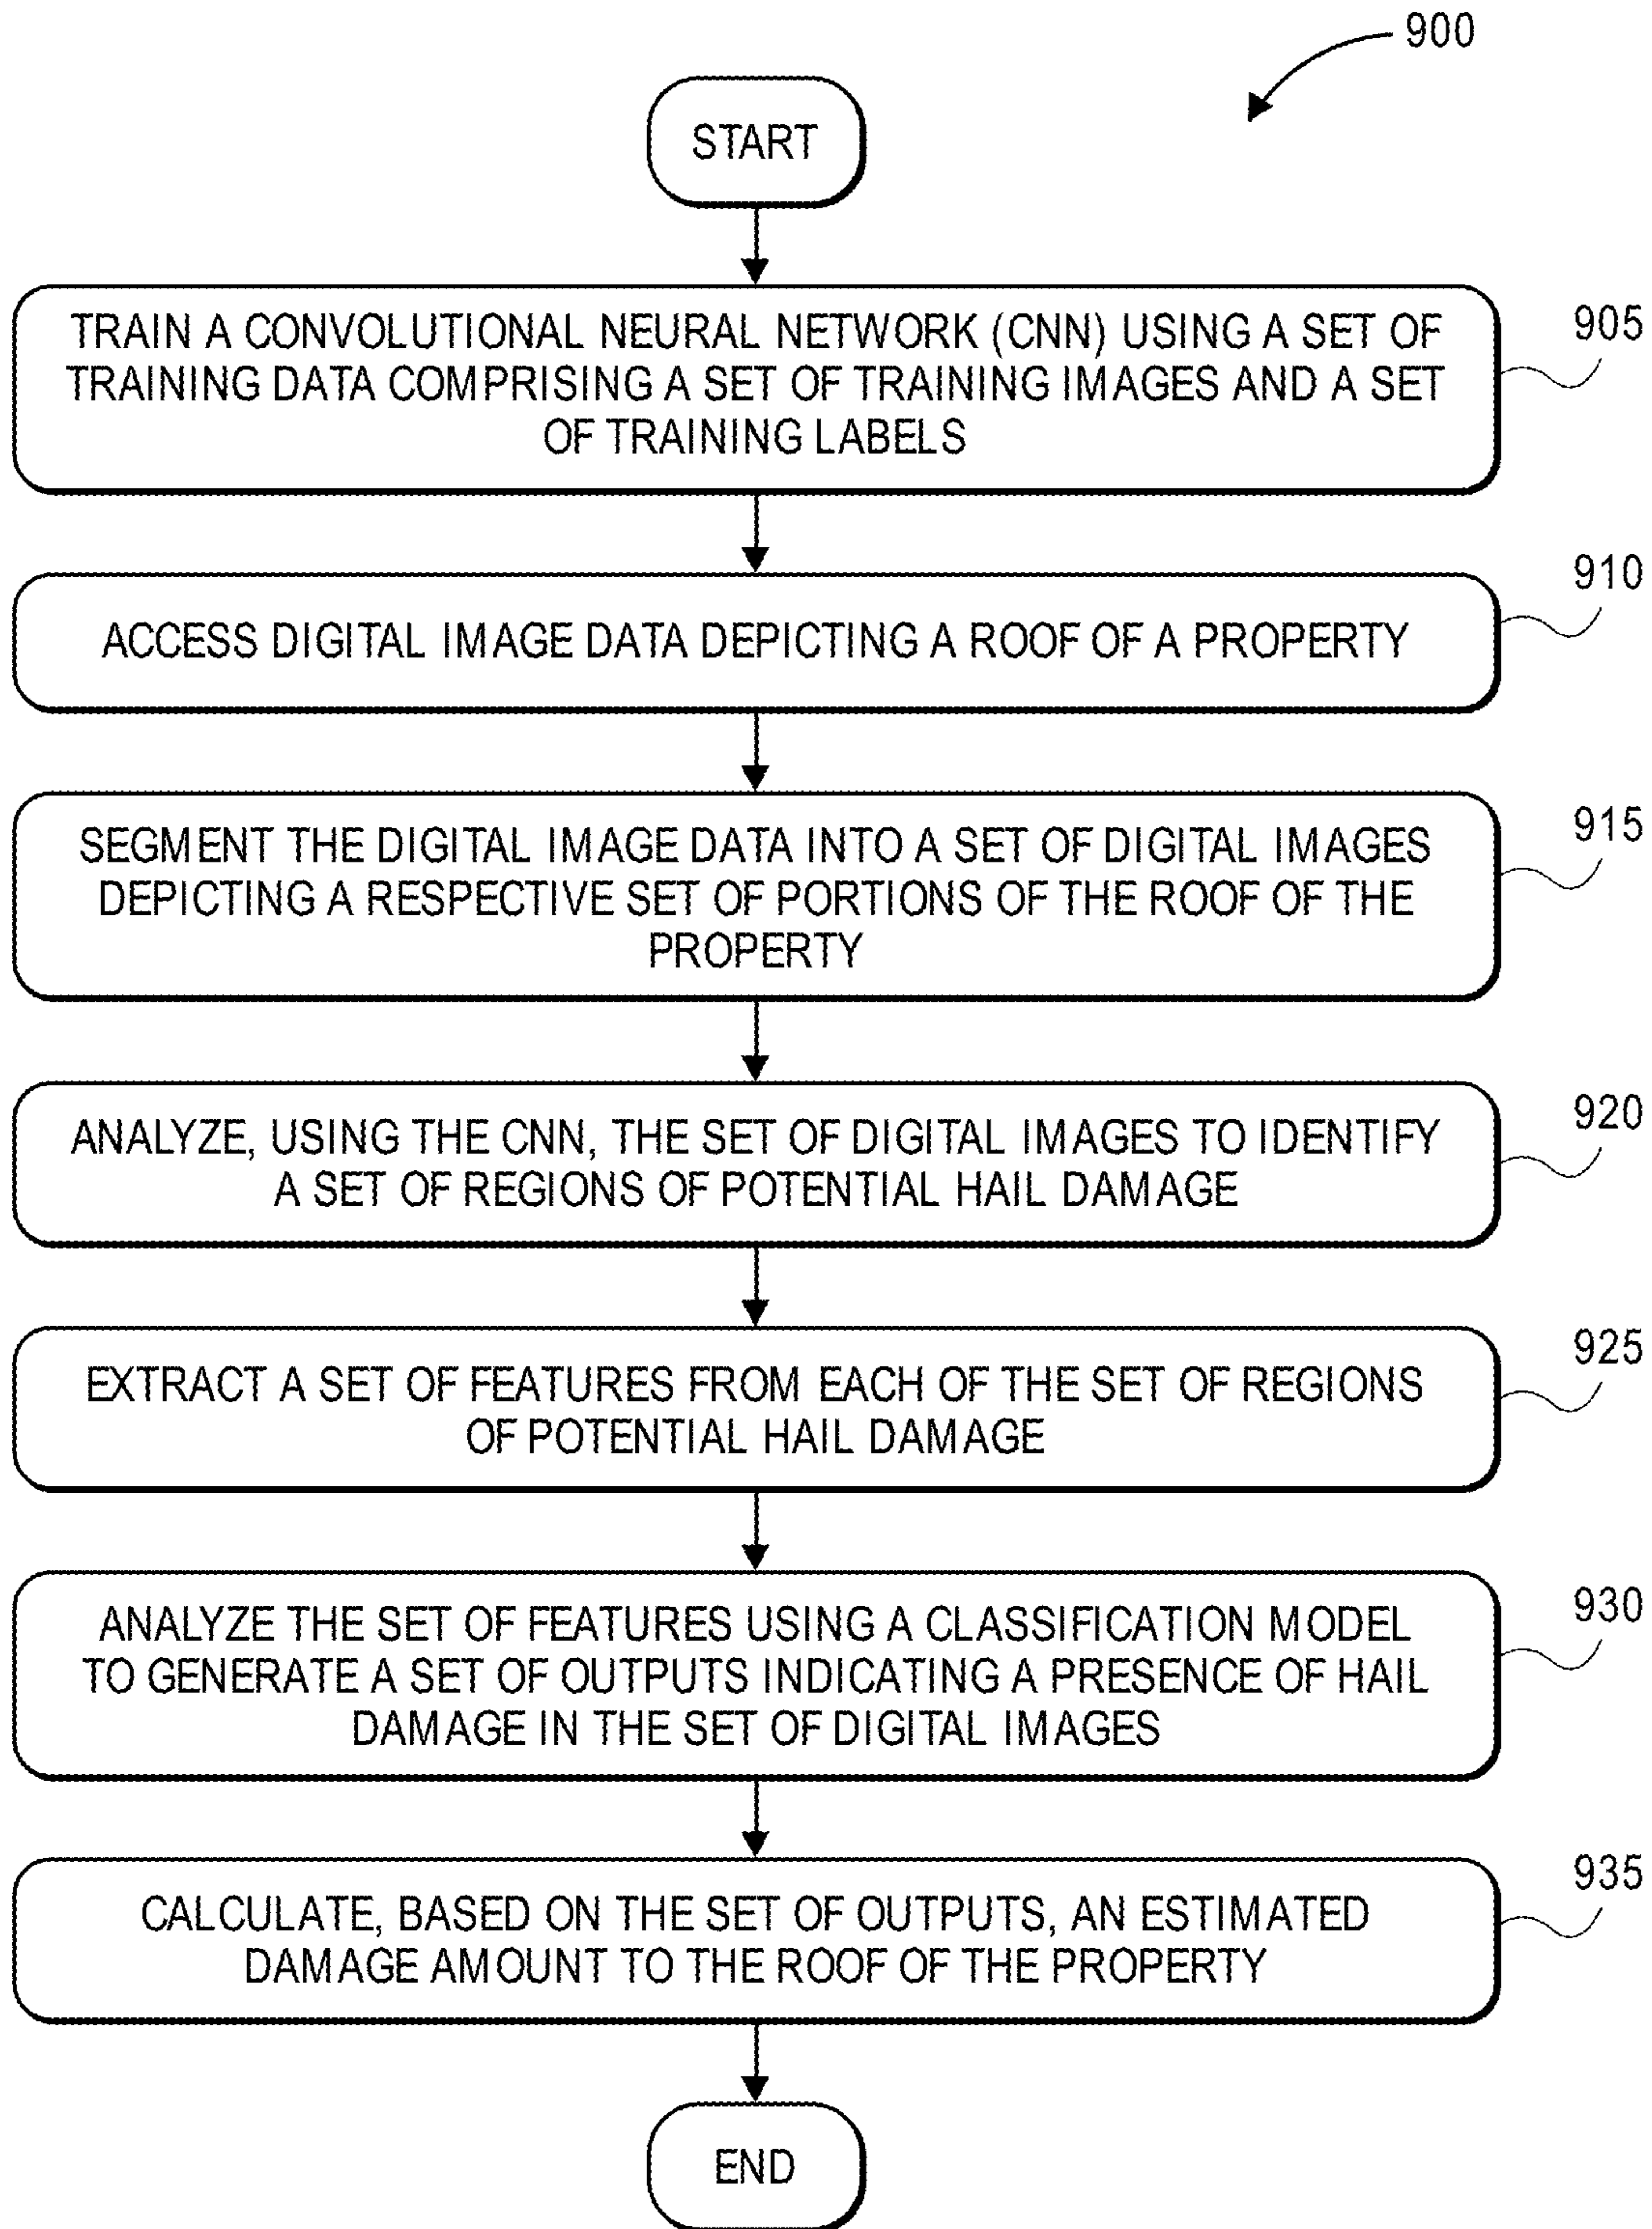 900
START
TRAIN A CONVOLUTIONAL NEURAL NETWORK (CNN) USING A SET OF
TRAINING DATA COMPRISING A SET OF TRAINING IMAGES AND A SET
OF TRAINING LABELS
905
ACCESS DIGITAL IMAGE DATA DEPICTING A ROOF OF A PROPERTY
910
SEGMENT THE DIGITAL IMAGE DATA INTO A SET OF DIGITAL IMAGES
DEPICTING A RESPECTIVE SET OF PORTIONS OF THE ROOF OF THE
PROPERTY
915
ANALYZE, USING THE CNN, THE SET OF DIGITAL IMAGES TO IDENTIFY
A SET OF REGIONS OF POTENTIAL HAIL DAMAGE
920
EXTRACT A SET OF FEATURES FROM EACH OF THE SET OF REGIONS
OF POTENTIAL HAIL DAMAGE
925
ANALYZE THE SET OF FEATURES USING A CLASSIFICATION MODEL
TO GENERATE A SET OF OUTPUTS INDICATING A PRESENCE OF HAIL
DAMAGE IN THE SET OF DIGITAL IMAGES
930
CALCULATE, BASED ON THE SET OF OUTPUTS, AN ESTIMATED
DAMAGE AMOUNT TO THE ROOF OF THE PROPERTY
935
END